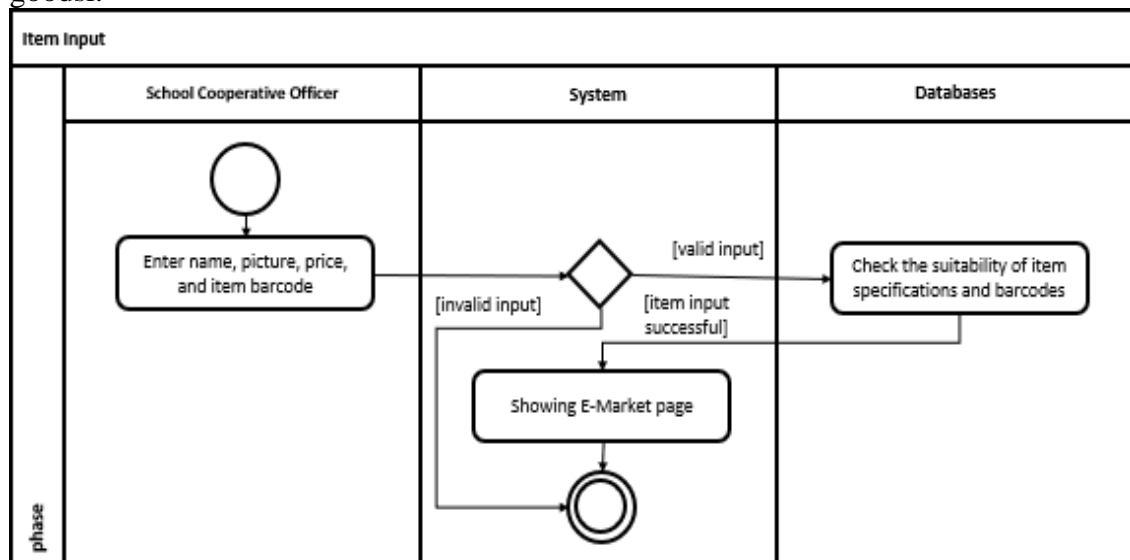 Item Input
School Cooperative Officer
System
Databases
Enter name, picture, price,
and item barcode
[valid input]
Check the suitability of item
specifications and barcodes
[invalid input]
[item input
successful]
Showing E-Market page
phase